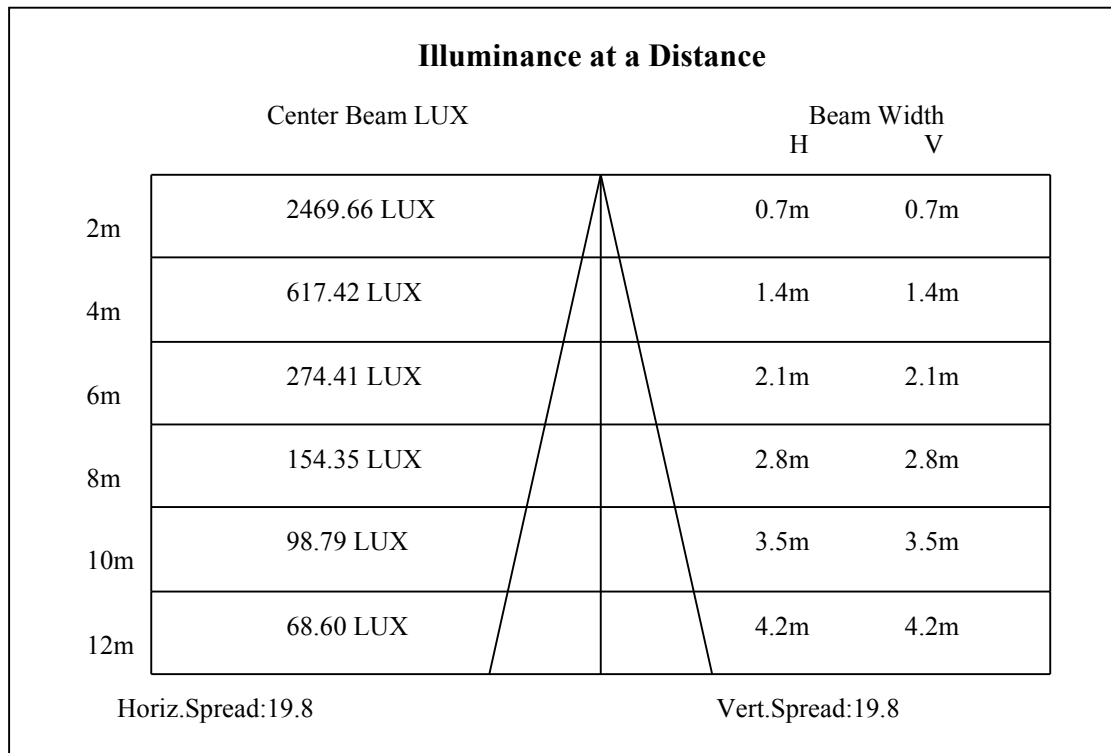 Illuminance at a Distance
Center Beam LUX Beam Width
H V
2469.66 LUX 0.7m 0.7m
2m
617.42 LUX 1.4m 1.4m
4m
274.41 LUX 2.1m 2.1m
6m
154.35 LUX 2.8m 2.8m
8m
98.79 LUX 3.5m 3.5m
10m
68.60 LUX 4.2m 4.2m
12m
Horiz.Spread:19.8 Vert.Spread:19.8